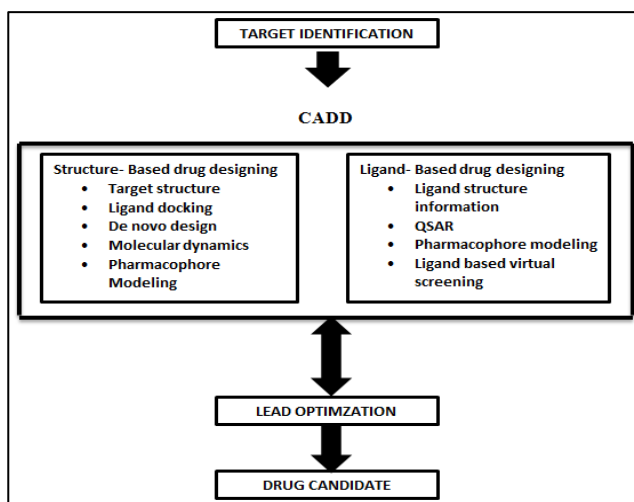 TARGET IDENTIFICATION
CADD
Structure- Based drug designing
• Target structure
• Ligand docking
• De novo design
• Molecular dynamics
• Pharmacophore
Modeling
Ligand- Based drug designing
• Ligand structure
information
• QSAR
• Pharmacophore modeling
• Ligand based virtual
screening
LEAD OPTIMZATION
DRUG CANDIDATE